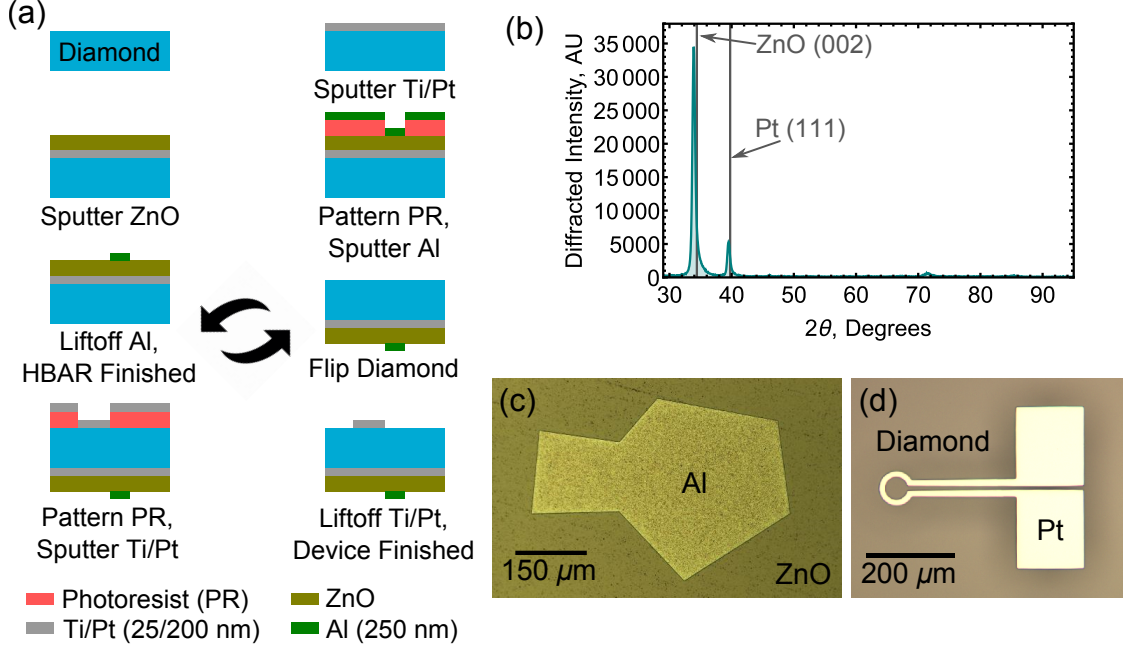 (a)
Diamond
Sputter Ti/Pt
Sputter ZnO
Pattern PR,
Sputter Al
Liftoff Al,
HBAR Finished
Flip Diamond
Pattern PR,
Sputter Ti/Pt
Liftoff Ti/Pt,
Device Finished
Photoresist (PR)
ZnO
Ti/Pt (25/200 nm)
Al (250 nm)
(b)
Diffracted Intensity, AU
35 000
30 000
25 000
20 000
15 000
10 000
5000
0
ZnO (002)
Pt (111)
30 40 50 60 70 80 90
2θ, Degrees
(c)
Al
150 μm
ZnO
(d)
Diamond
Pt
200 μm